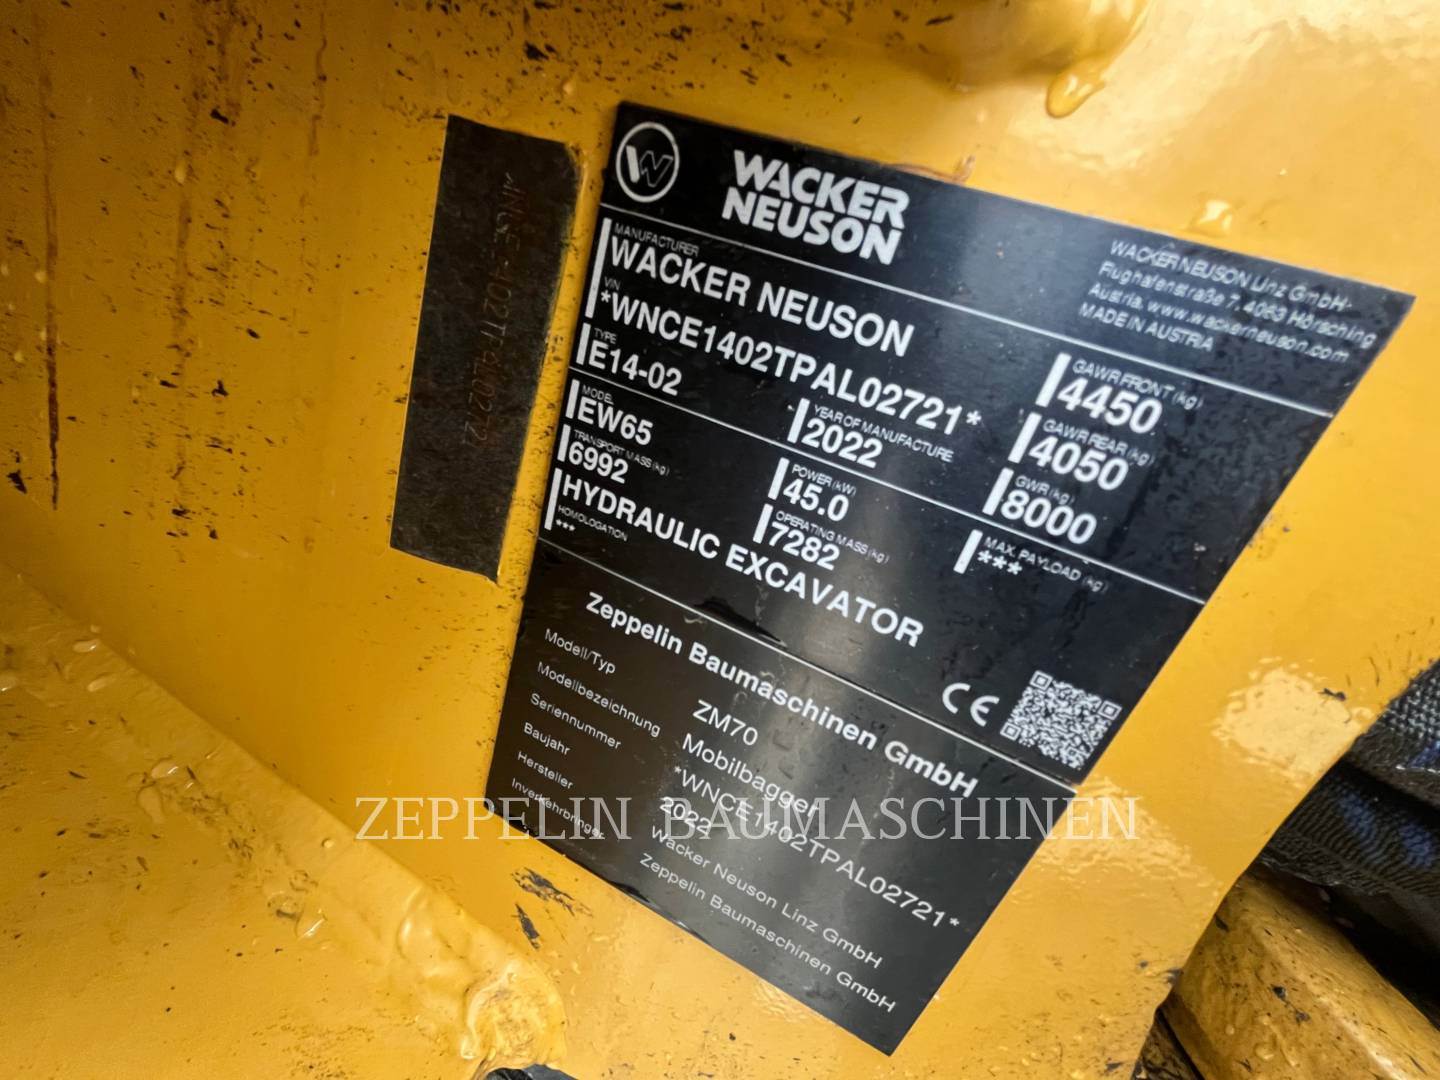 WACKER
NEUSON
WACKER NEUSON Linz GmbH
Flughafenstraße 7, 4063 Hörsching
Austria. www.wackerneuson.com
MADE IN AUSTRIA
MANUFACTURER
WACKER NEUSON
VIN
*WNCE1402TPAL02721*
TYPE
E14-02
GAWR FRONT (kg)
4450
MODEL
EW65
YEAR OF MANUFACTURE
2022
GAWR REAR (kg)
4050
TRANSPORT MASS (kg)
6992
POWER (kW)
45.0
GWR (kg)
8000
HYDRAULIC EXCAVATOR
OPERATING MASS (kg)
7282
MAX. PAYLOAD (kg)
***
HOMOLOGATION
***
CE
Zeppelin Baumaschinen GmbH
Modell/Typ ZM70
Modellbezeichnung Mobilbagger
Seriennummer *WNCE1402TPAL02721*
Baujahr 2022
Hersteller Wacker Neuson Linz GmbH
Inverkehrbringer Zeppelin Baumaschinen GmbH
ZEPPELIN BAUMASCHINEN